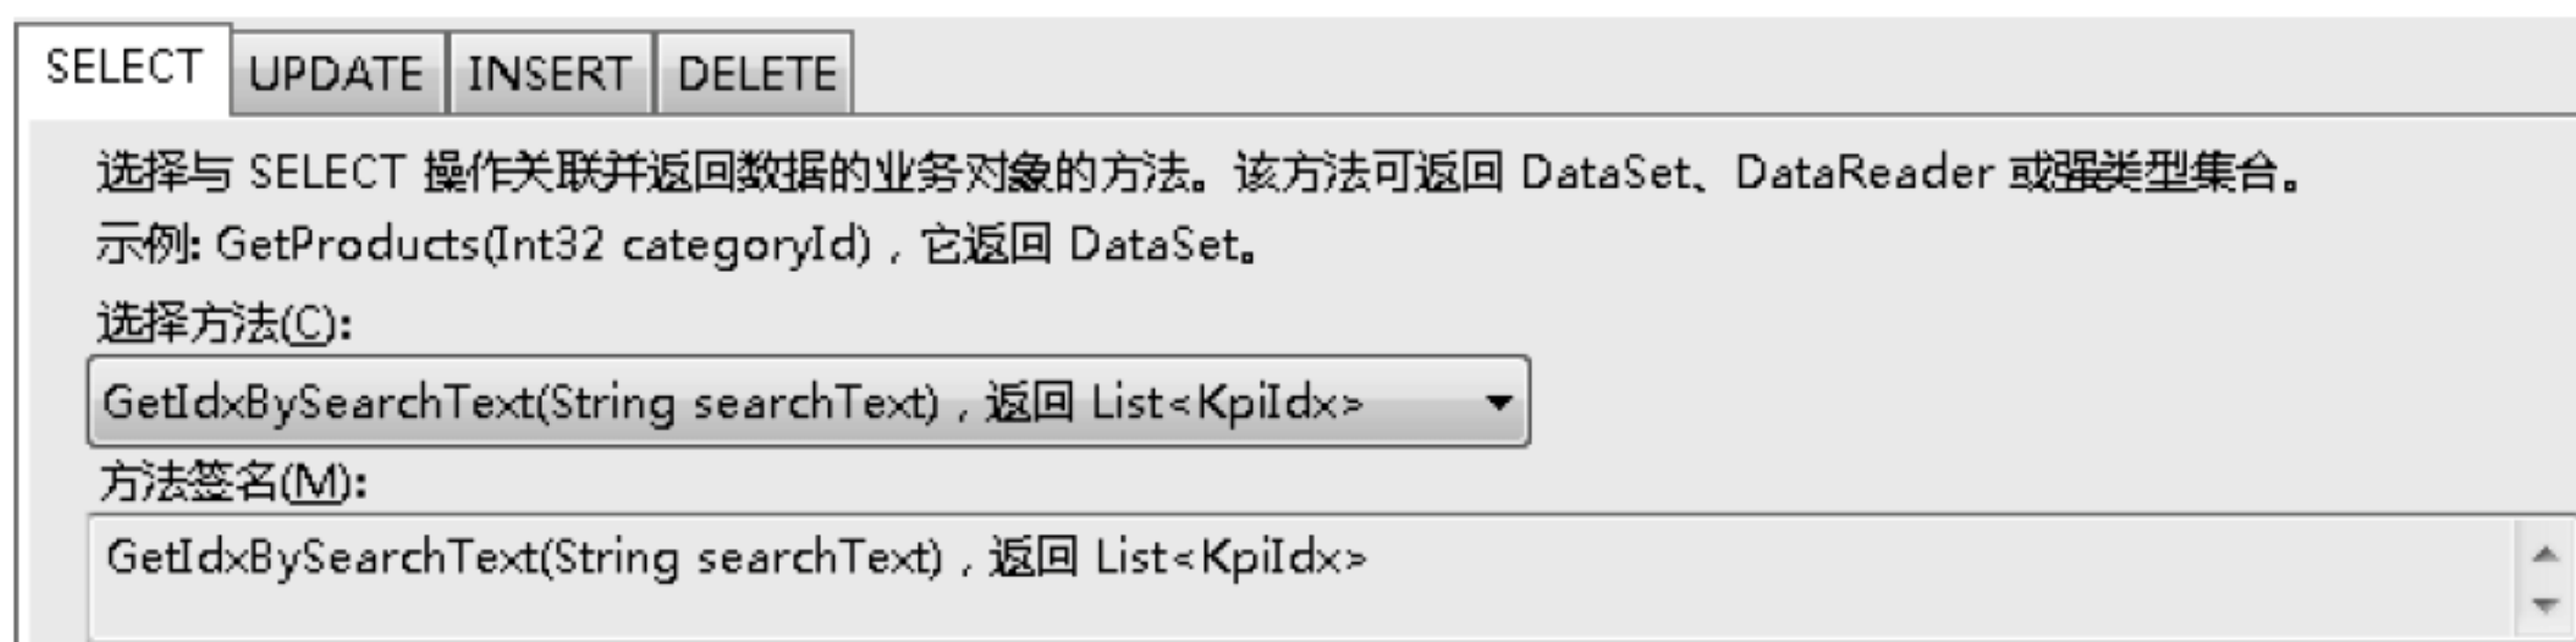 SELECT UPDATE INSERT DELETE
选择与 SELECT 操作关联并返回数据的业务对象的方法。该方法可返回 DataSet、DataReader 或强类型集合。
示例: GetProducts(Int32 categoryId)，它返回 DataSet。
选择方法(C):
GetIdxBySearchText(String searchText)，返回 List<KpiIdx>
方法签名(M):
GetIdxBySearchText(String searchText)，返回 List<KpiIdx>